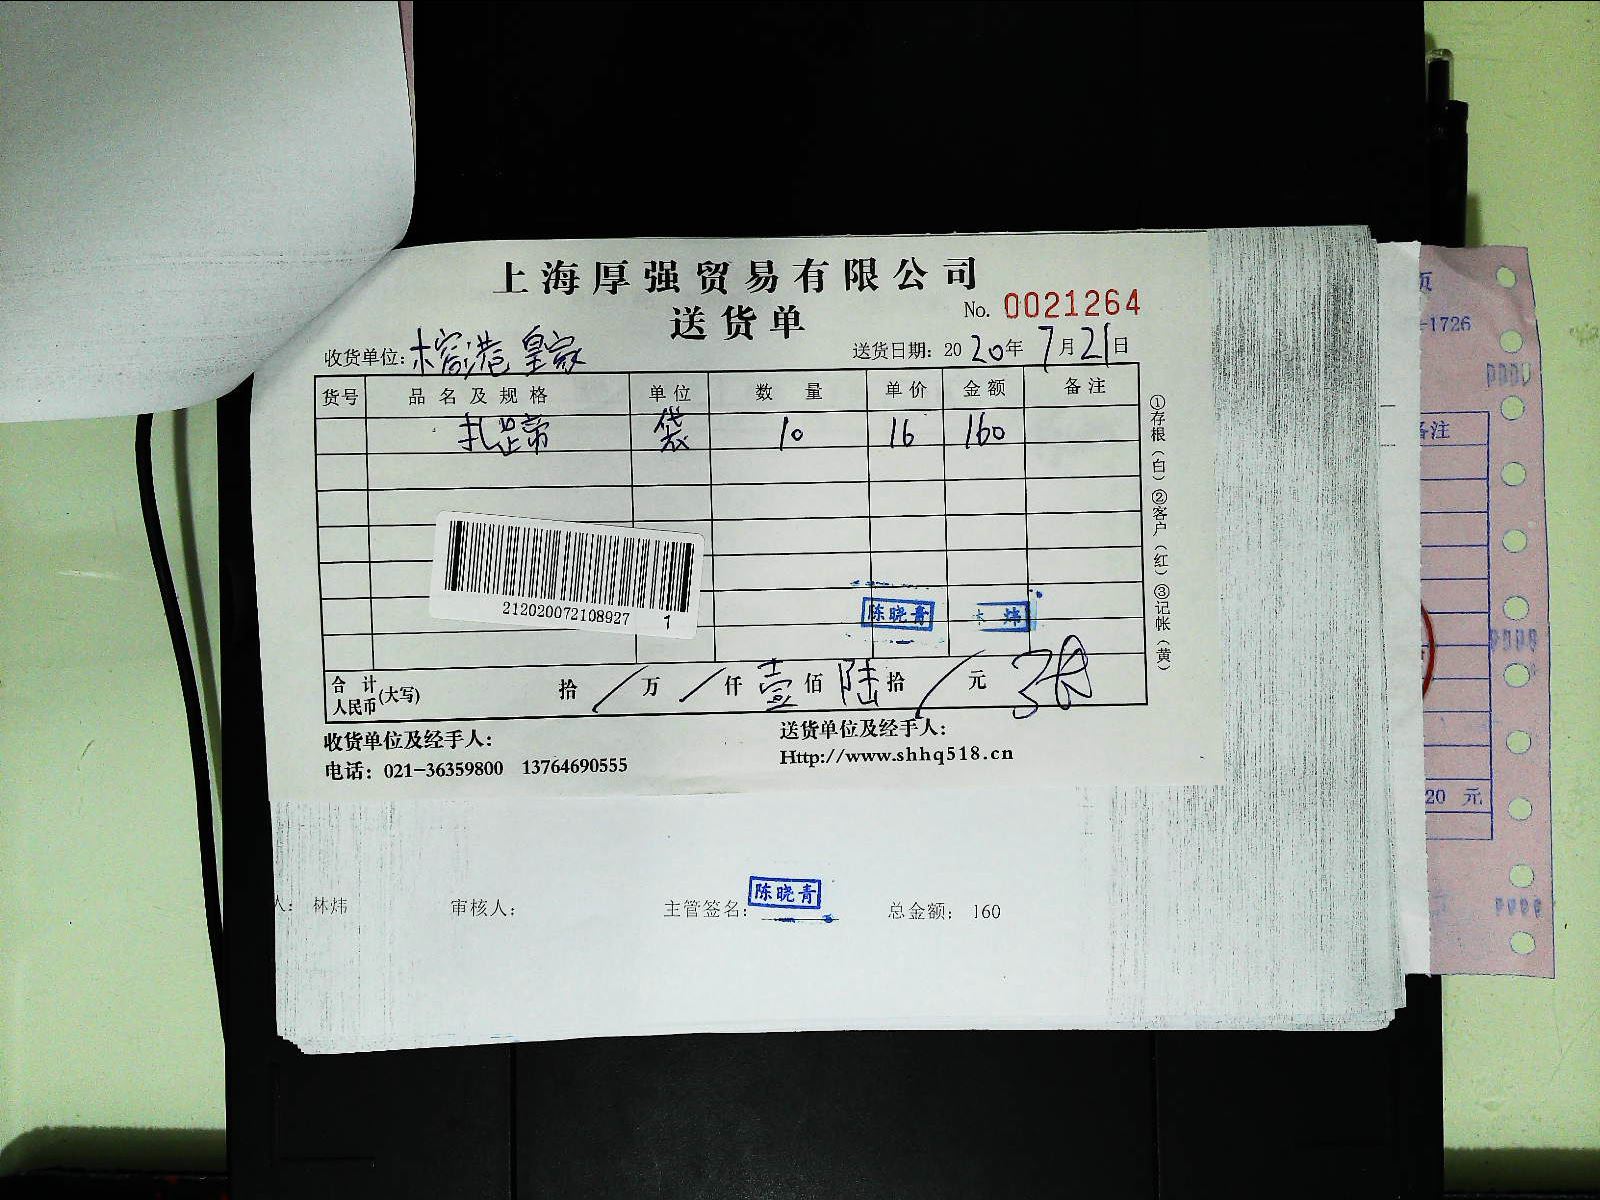 上海厚强贸易有限公司
送货单
No. 0021264
收货单位: 榕港皇家
送货日期: 2020年7月21日
货号 品名及规格 单位 数量 单价 金额 备注
扎 带 袋 10 16 160
①存根(白)②客户(红)③记帐(黄)
212020072108927 1
陈晓青
炜
合计人民币(大写) 拾/万/仟壹佰陆拾/元
收货单位及经手人:
送货单位及经手人:
电话: 021-36359800 13764690555
Http://www.shhq518.cn
人: 林炜 审核人: 主管签名: 陈晓青 总金额: 160
页
-1726
备注
20 元